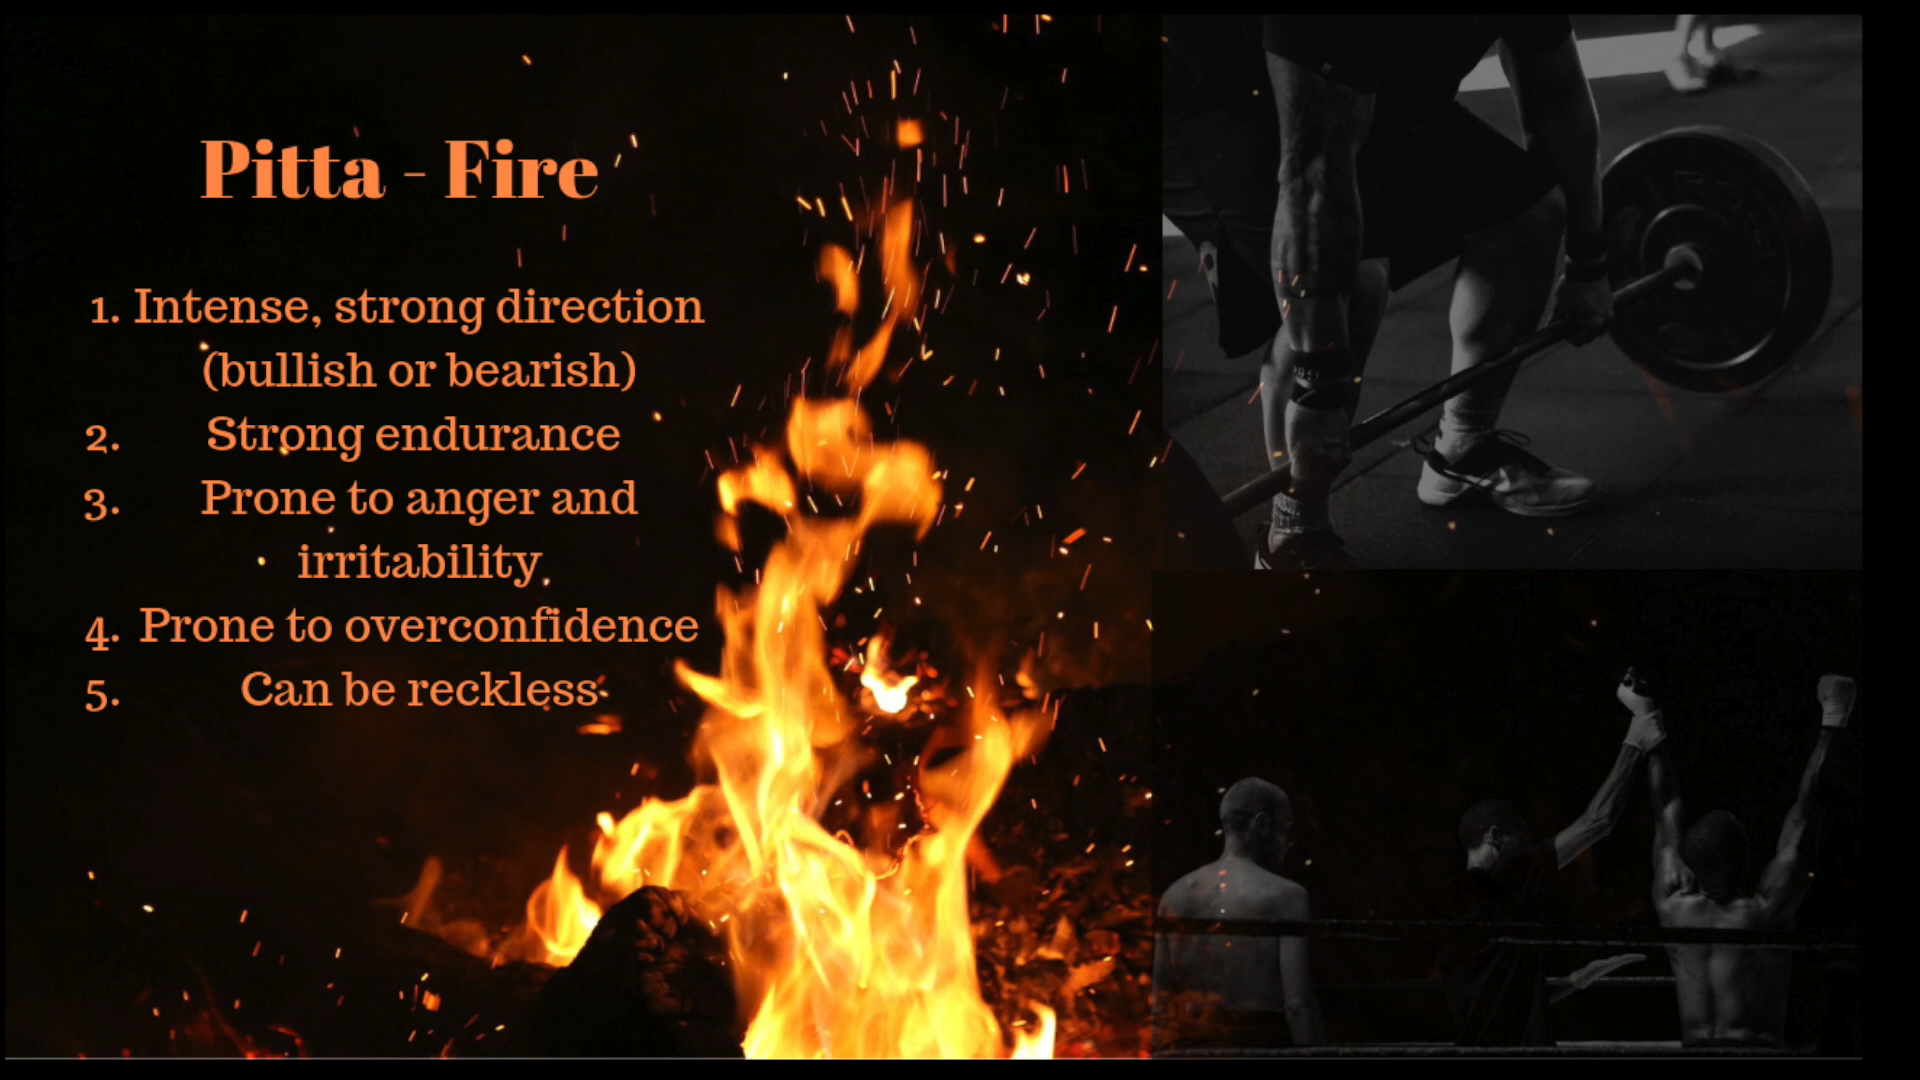 Pitta - Fire
1. Intense, strong direction
(bullish or bearish)
2. Strong endurance
3. Prone to anger and
irritability
4. Prone to overconfidence
5. Can be reckless